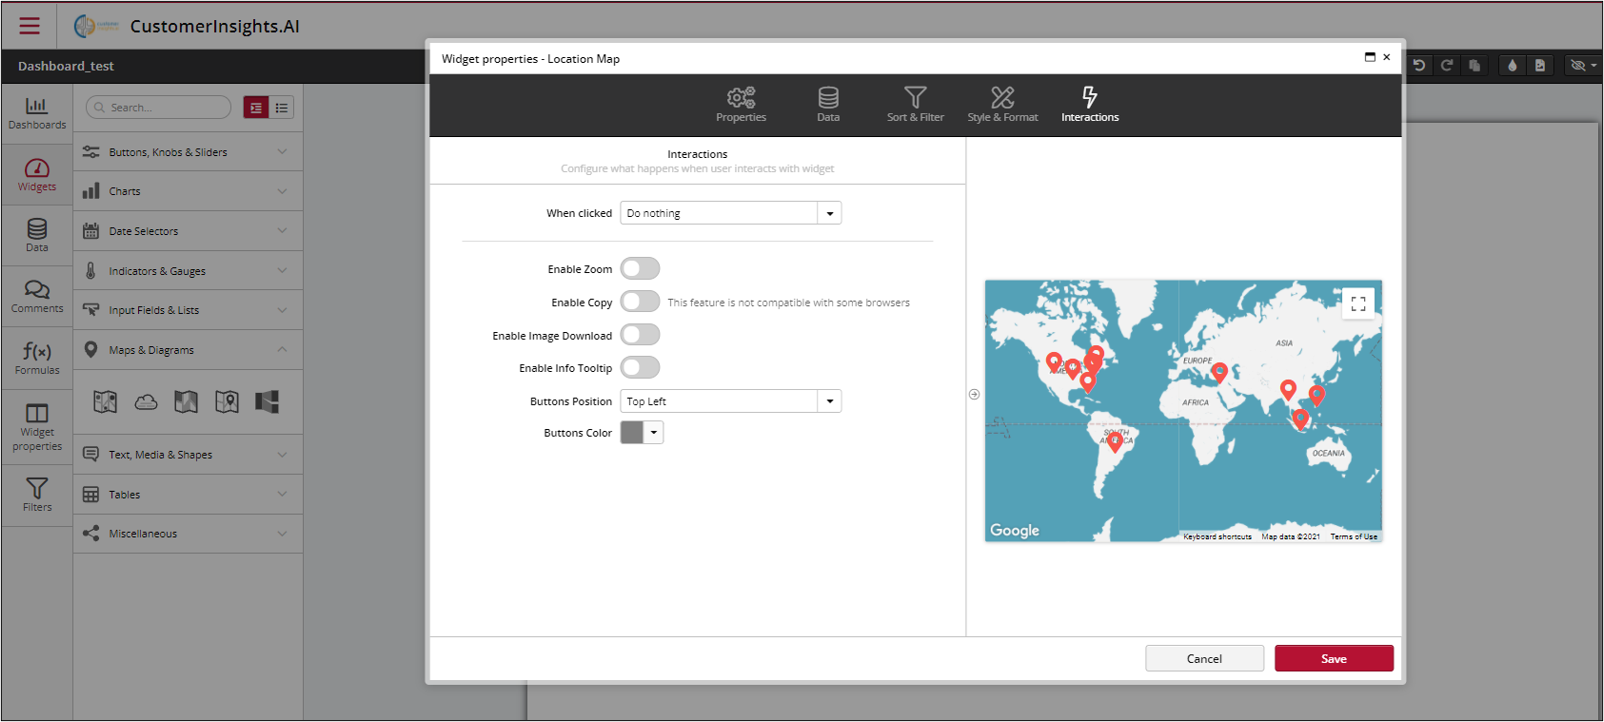 CustomerInsights.AI
Dashboard_test
Widget properties - Location Map
Properties
Data
Sort & Filter
Style & Format
Interactions
Dashboards
Widgets
Data
Comments
f(x)
Formulas
Widget
properties
Filters
Search...
Buttons, Knobs & Sliders
Charts
Date Selectors
Indicators & Gauges
Input Fields & Lists
Maps & Diagrams
Text, Media & Shapes
Tables
Miscellaneous
Interactions
Configure what happens when user interacts with widget
When clicked Do nothing
Enable Zoom
Enable Copy This feature is not compatible with some browsers
Enable Image Download
Enable Info Tooltip
Buttons Position Top Left
Buttons Color
ASIA
EUROPE
AFRICA
SOUTH
AMERICA
OCEANIA
Google
Keyboard shortcuts Map data ©2021 Terms of Use
Cancel
Save